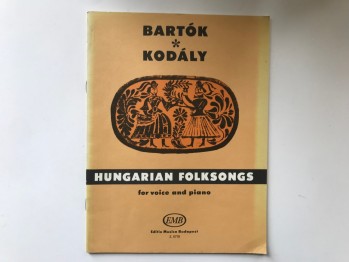 BARTÓK
*
KODÁLY
HUNGARIAN FOLKSONGS
for voice and piano
EMB
Editio Musica Budapest